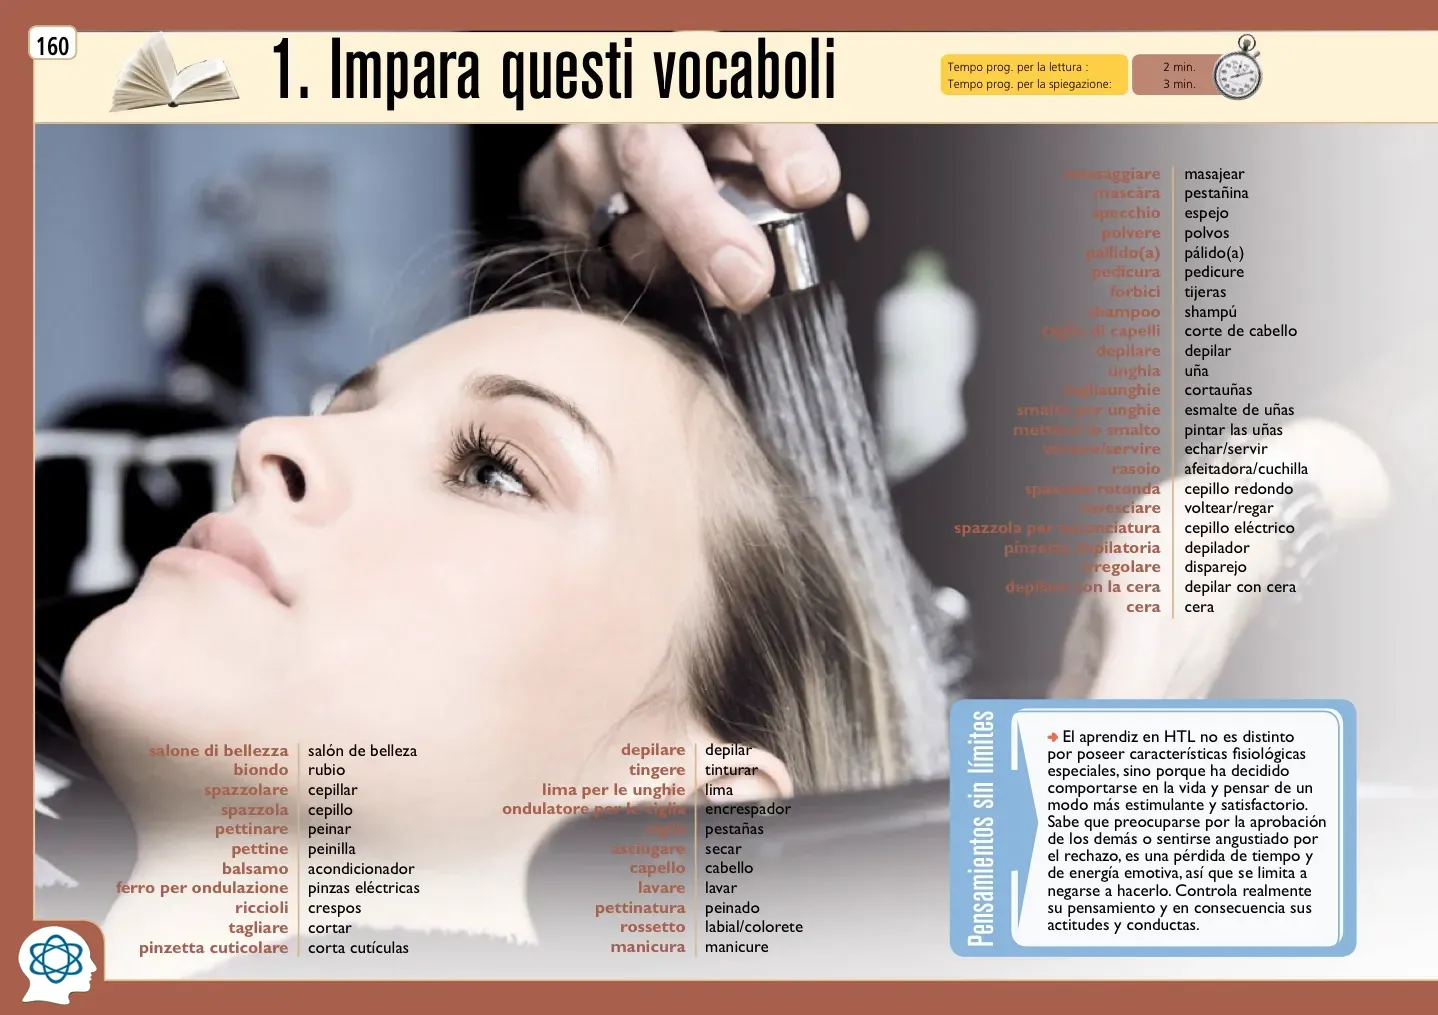 160
1. Impara questi vocaboli
Tempo prog. per la lettura : 2 min.
Tempo prog. per la spiegazione: 3 min.
salone di bellezza salón de belleza
biondo rubio
spazzolare cepillar
spazzola cepillo
pettinare peinar
pettine peinilla
balsamo acondicionador
ferro per ondulazione pinzas eléctricas
riccioli crespos
tagliare cortar
pinzetta cuticolare corta cutículas
depilare depilar
tingere tinturar
lima per le unghie lima
ondulatore per le ciglia encrespador
ciglia pestañas
asciugare secar
capello cabello
lavare lavar
pettinatura peinado
rossetto labial/colorete
manicura manicure
massaggiare masajear
mascára pestañina
specchio espejo
polvere polvos
pallido(a) pálido(a)
pedicura pedicure
forbici tijeras
shampoo shampú
taglio di capelli corte de cabello
depilare depilar
unghia uña
tagliaunghie cortauñas
smalto per unghie esmalte de uñas
lo smalto pintar las uñas
versare/servire echar/servir
rasoio afeitadora/cuchilla
spazzola rotonda cepillo redondo
rovesciare voltear/regar
spazzola per acconciatura cepillo eléctrico
pinzetta depilatoria depilador
irregolare disparejo
depilare con la cera depilar con cera
cera cera
Pensamientos sin límites
El aprendiz en HTL no es distinto
por poseer características fisiológicas
especiales, sino porque ha decidido
comportarse en la vida y pensar de un
modo más estimulante y satisfactorio.
Sabe que preocuparse por la aprobación
de los demás o sentirse angustiado por
el rechazo, es una pérdida de tiempo y
de energía emotiva, así que se limita a
negarse a hacerlo. Controla realmente
su pensamiento y en consecuencia sus
actitudes y conductas.